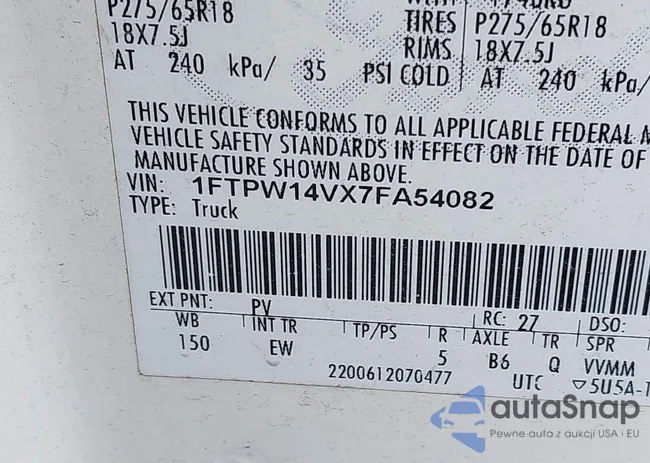 P275/65R18
18X7.5J
AT 240 kPa/ 35 PSI COLD
TIRES P275/65R18
RIMS 18X7.5J
AT 240 kPa/
THIS VEHICLE CONFORMS TO ALL APPLICABLE FEDERAL M
VEHICLE SAFETY STANDARDS IN EFFECT ON THE DATE OF
MANUFACTURE SHOWN ABOVE.
VIN: 1FTPW14VX7FA54082
TYPE: Truck
EXT PNT: PV RC: 27 DSO:
WB INT TR TP/PS R AXLE TR SPR
150 EW 5 B6 Q VVMM
2200612070477 UTC ▽5U5A-1
autaSnap
Pewne auta z aukcji USA i EU